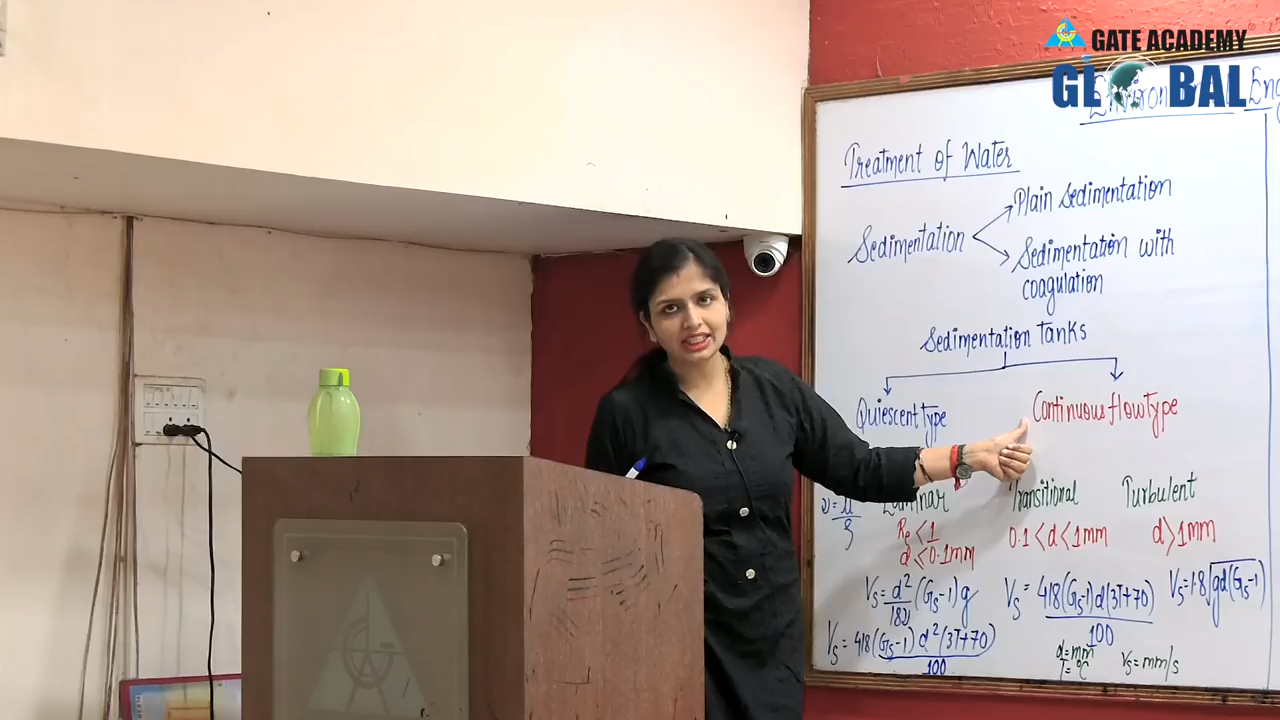 GATE ACADEMY
GLOBAL
Treatment of Water
Plain sedimentation
Sedimentation
Sedimentation with
coagulation
Sedimentation tanks
Quiescent type
Continuous flow type
ν = μ/ρ
Laminar
Transitional
Turbulent
Re < 1
d < 0.1mm
0.1 < d < 1mm
d > 1mm
Vs = d²/18ν (Gs-1) g
Vs = 418(Gs-1)d(3T+70)/100
Vs = 1.8√gd(Gs-1)
Vs = 418(Gs-1) d²(3T+70)/100
d = mm
T = °C
Vs = mm/s